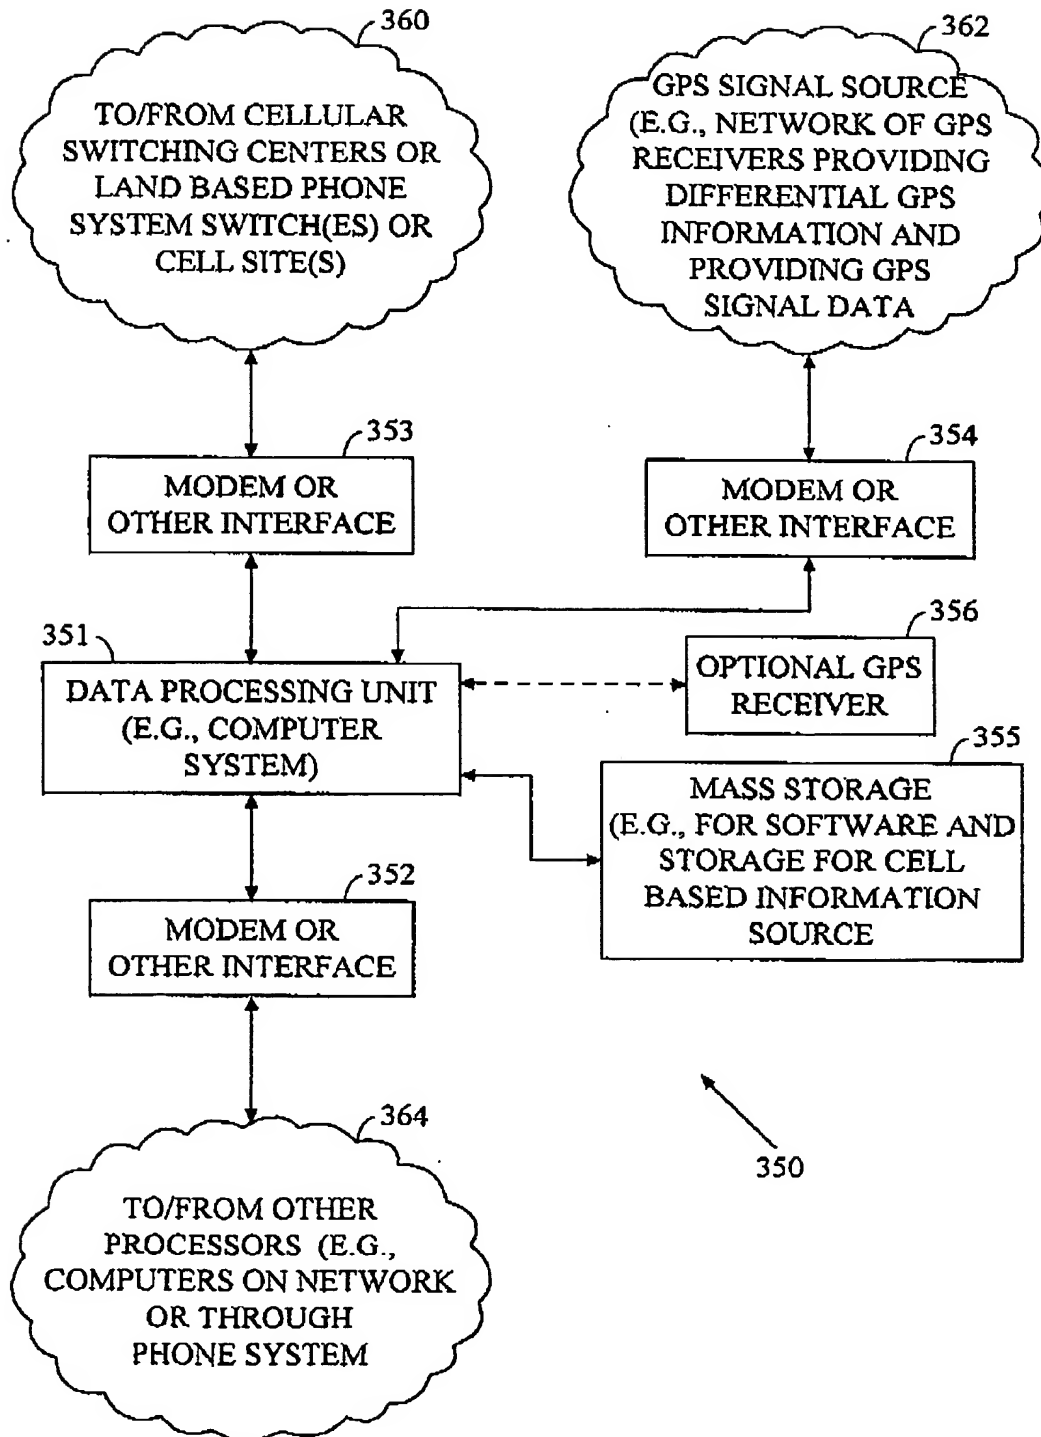 360
TO/FROM CELLULAR
SWITCHING CENTERS OR
LAND BASED PHONE
SYSTEM SWITCH(ES) OR
CELL SITE(S)
362
GPS SIGNAL SOURCE
(E.G., NETWORK OF GPS
RECEIVERS PROVIDING
DIFFERENTIAL GPS
INFORMATION AND
PROVIDING GPS
SIGNAL DATA
353
MODEM OR
OTHER INTERFACE
354
MODEM OR
OTHER INTERFACE
351
DATA PROCESSING UNIT
(E.G., COMPUTER
SYSTEM)
356
OPTIONAL GPS
RECEIVER
355
MASS STORAGE
(E.G., FOR SOFTWARE AND
STORAGE FOR CELL
BASED INFORMATION
SOURCE
352
MODEM OR
OTHER INTERFACE
350
364
TO/FROM OTHER
PROCESSORS (E.G.,
COMPUTERS ON NETWORK
OR THROUGH
PHONE SYSTEM